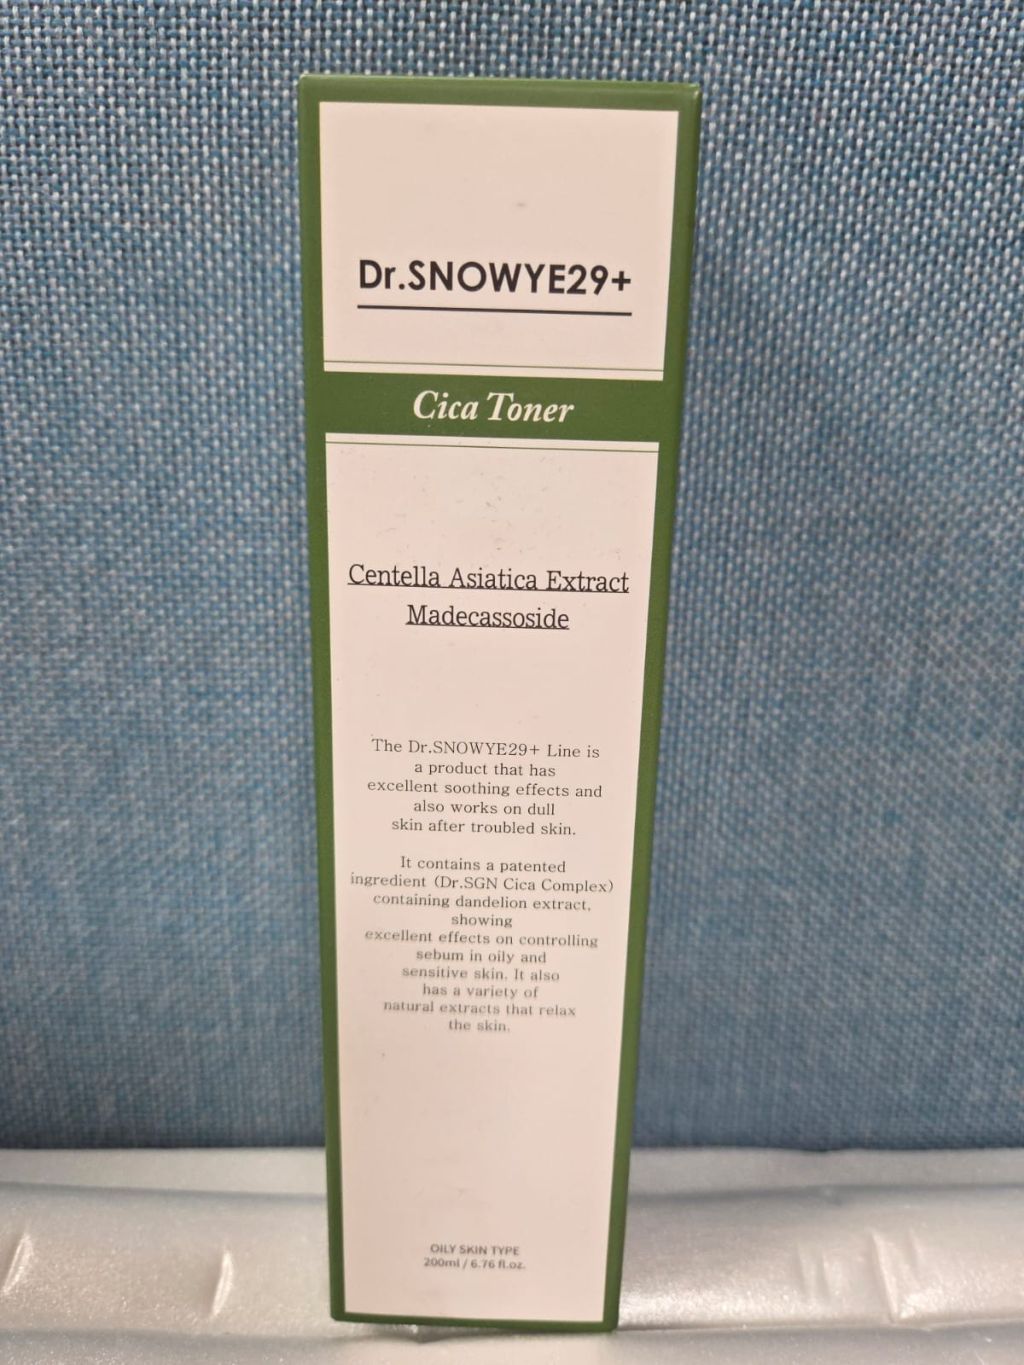 Dr.SNOWYE29+
Cica Toner
Centella Asiatica Extract
Madecassoside
The Dr.SNOWYE29+ Line is
a product that has
excellent soothing effects and
also works on dull
skin after troubled skin.
It contains a patented
ingredient (Dr.SGN Cica Complex)
containing dandelion extract,
showing
excellent effects on controlling
sebum in oily and
sensitive skin. It also
has a variety of
natural extracts that relax
the skin.
OILY SKIN TYPE
200ml / 6.76 fl.oz.